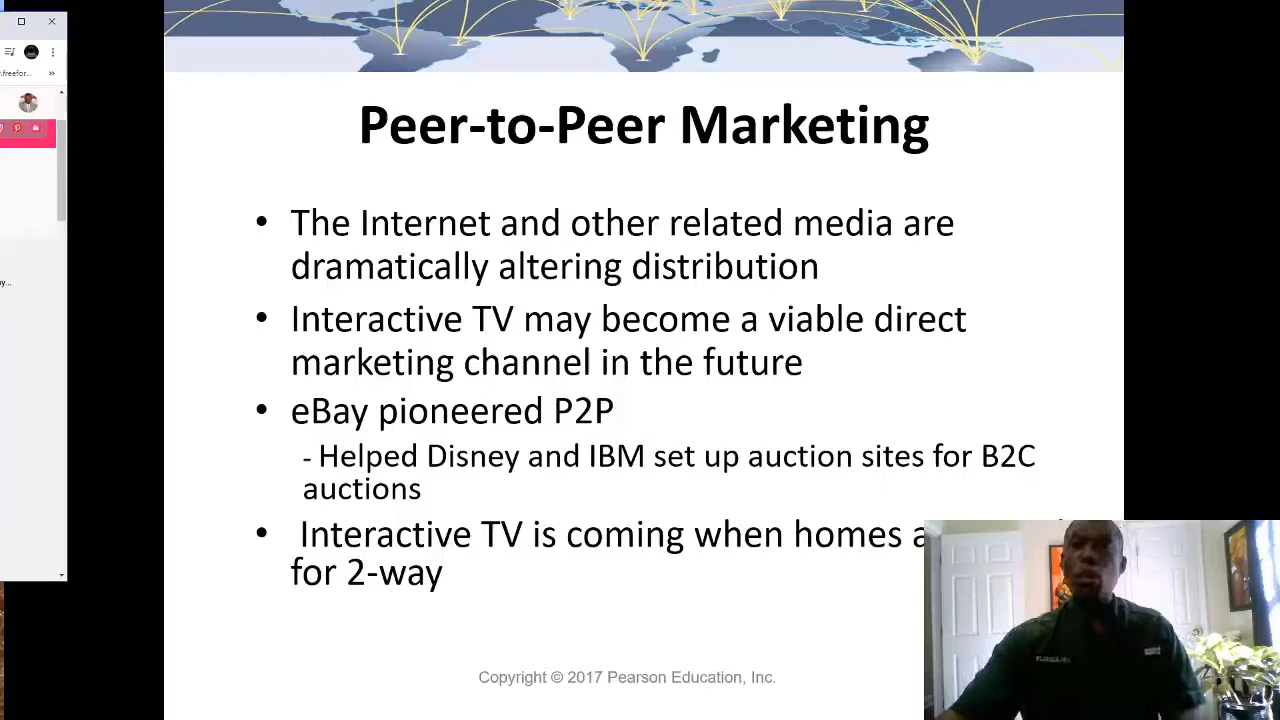 .freefor...
y...
Peer-to-Peer Marketing
• The Internet and other related media are
dramatically altering distribution
• Interactive TV may become a viable direct
marketing channel in the future
• eBay pioneered P2P
- Helped Disney and IBM set up auction sites for B2C
auctions
• Interactive TV is coming when homes a
for 2-way
Copyright © 2017 Pearson Education, Inc.